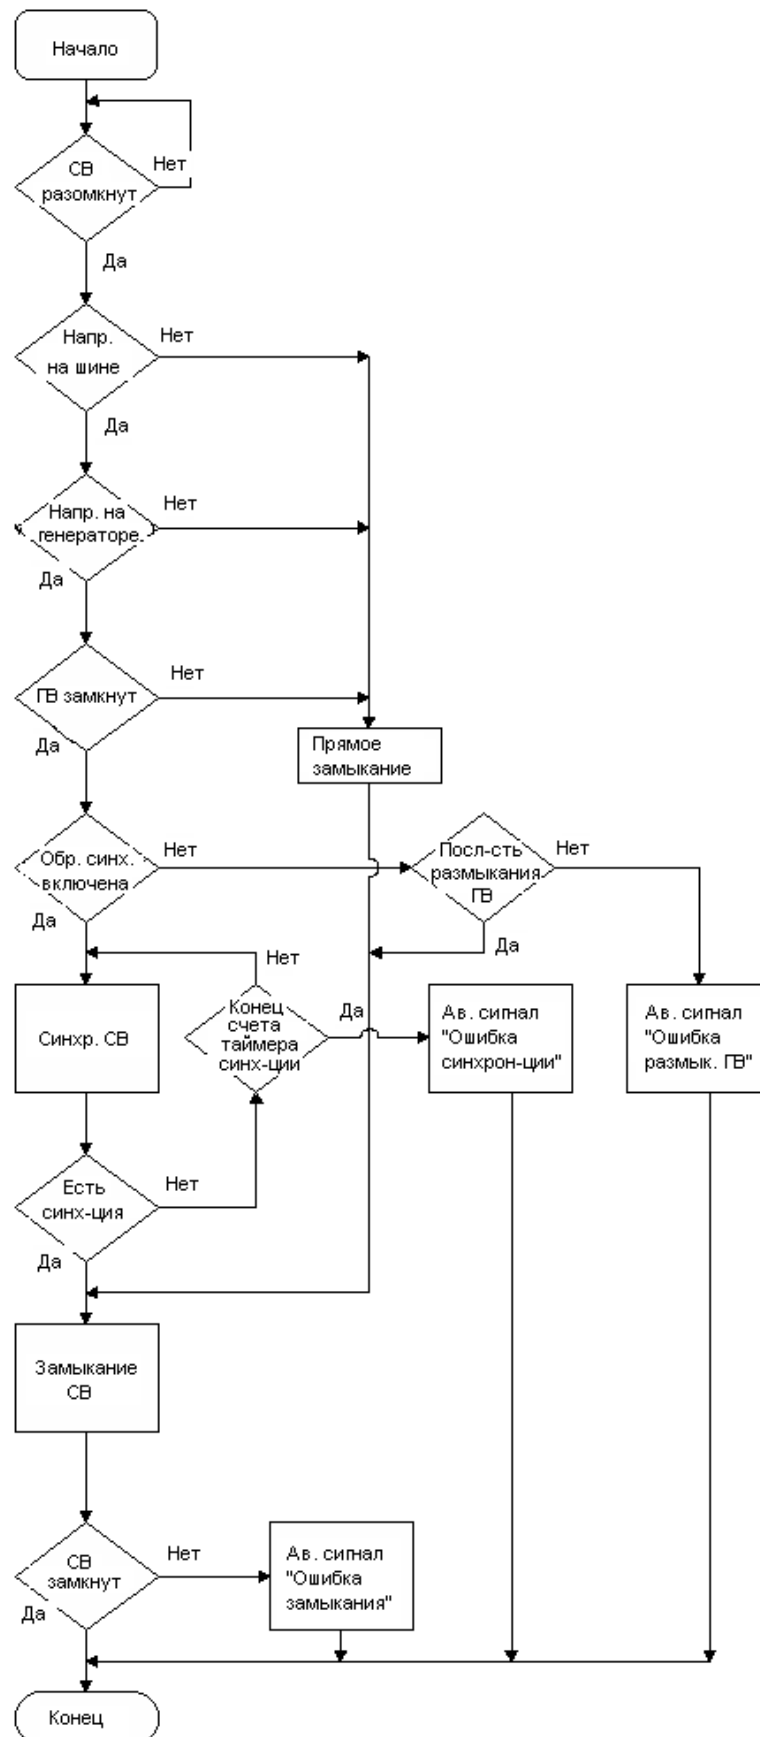 Начало
СВ
разомкнут
Нет
Да
Напр.
на шине
Нет
Да
Напр. на
генераторе
Нет
Да
ГВ замкнут
Нет
Да
Прямое
замыкание
Обр. синх.
включена
Нет
Да
Посл-сть
размыкания
ГВ
Нет
Да
Синхр. СВ
Конец
счета
таймера
синх-ции
Нет
Да
Ав. сигнал
"Ошибка
синхрон-ции"
Ав. сигнал
"Ошибка
размык. ГВ"
Есть
синх-ция
Нет
Да
Замыкание
СВ
СВ
замкнут
Нет
Да
Ав. сигнал
"Ошибка
замыкания"
Конец